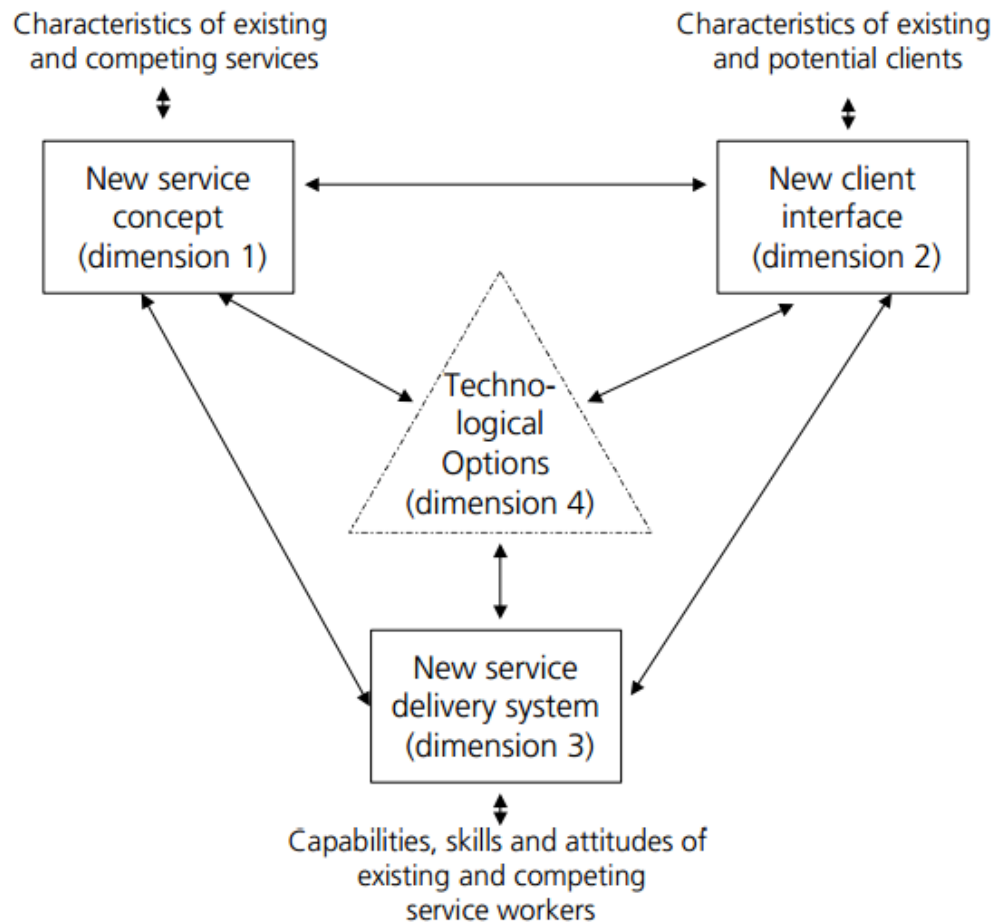 Characteristics of existing
and competing services
Characteristics of existing
and potential clients
New service
concept
(dimension 1)
New client
interface
(dimension 2)
Techno-
logical
Options
(dimension 4)
New service
delivery system
(dimension 3)
Capabilities, skills and attitudes of
existing and competing
service workers